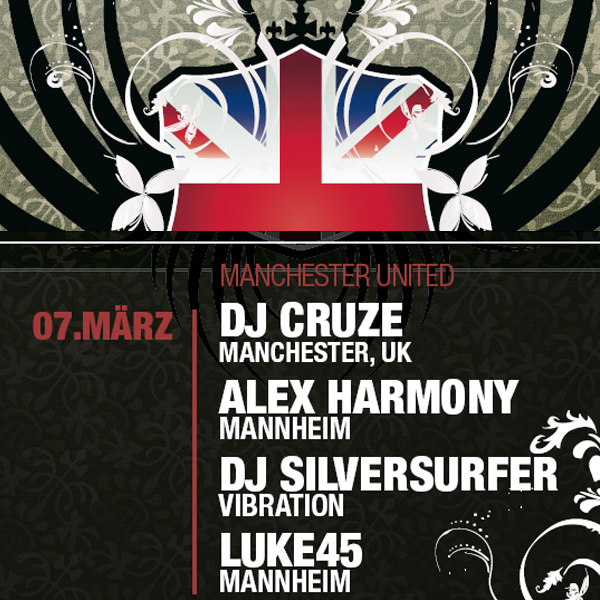 MANCHESTER UNITED
07.MÄRZ
DJ CRUZE
MANCHESTER, UK
ALEX HARMONY
MANNHEIM
DJ SILVERSURFER
VIBRATION
LUKE45
MANNHEIM